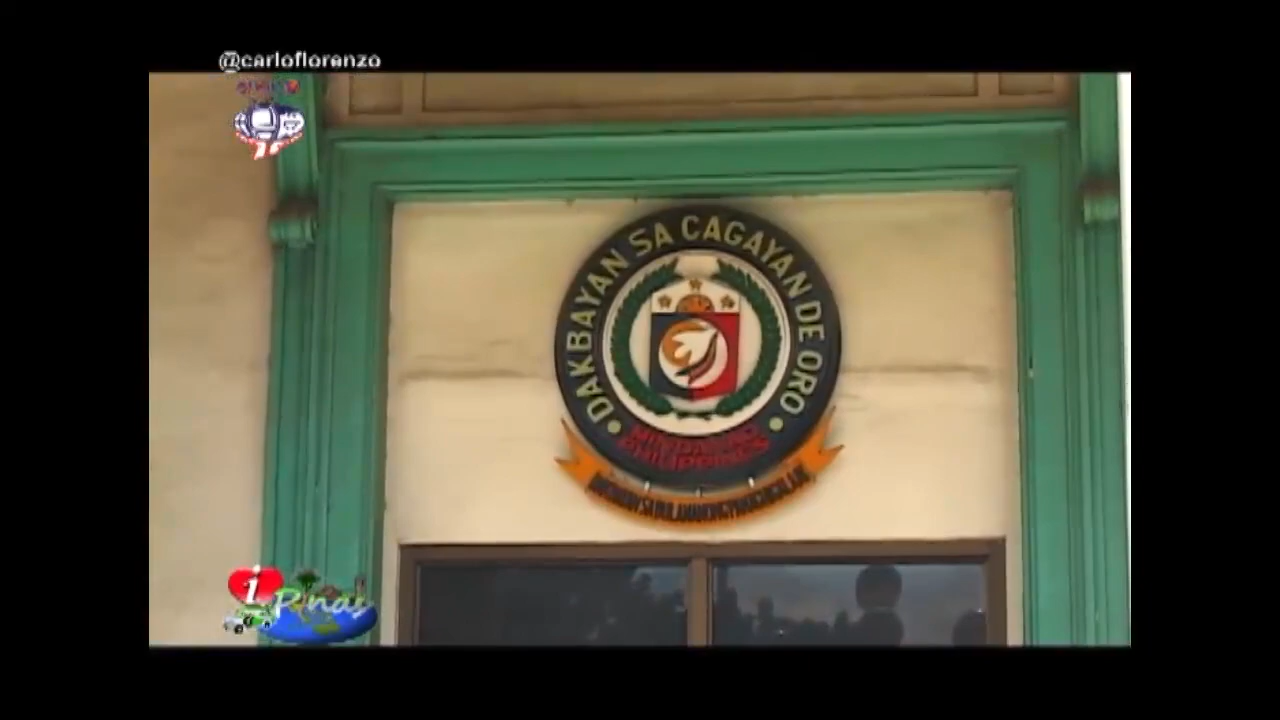 @carloflorenzo
DAKBAYAN SA CAGAYAN DE ORO
MINDANAO
PHILIPPINES
i
Pinas